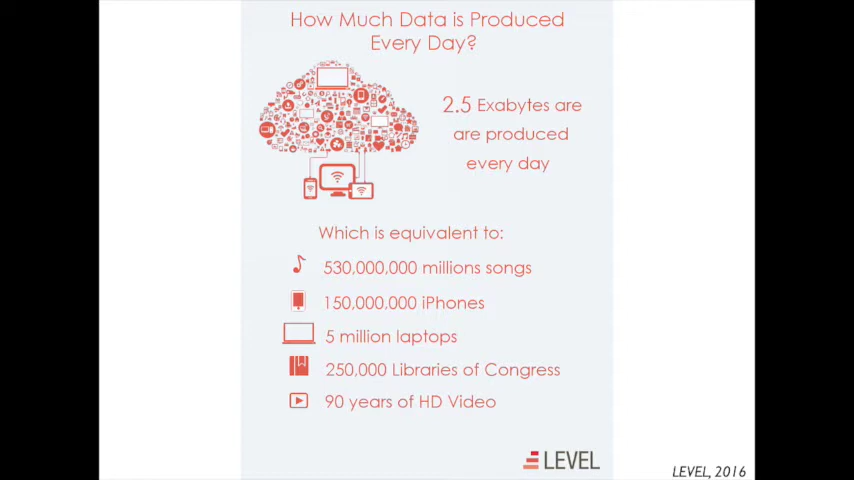 How Much Data is Produced
Every Day?
2.5 Exabytes are
are produced
every day
Which is equivalent to:
530,000,000 millions songs
150,000,000 iPhones
5 million laptops
250,000 Libraries of Congress
90 years of HD Video
LEVEL
LEVEL, 2016